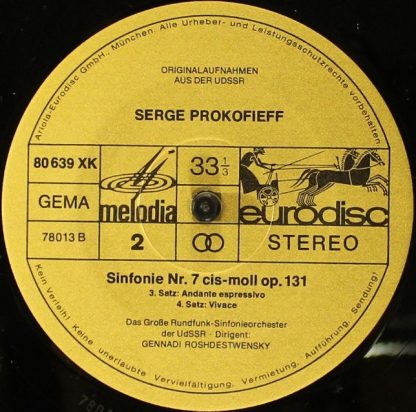 Ariola-Eurodisc GmbH., München. Alle Urheber- und Leistungsschutzrechte vorbehalten.
ORIGINALAUFNAHMEN
AUS DER UDSSR
SERGE PROKOFIEFF
80 639 XK
33 1/3
GEMA
melodia
eurodisc
78013 B
2
STEREO
Sinfonie Nr. 7 cis-moll op. 131
3. Satz: Andante espressivo
4. Satz: Vivace
Das Große Rundfunk-Sinfonieorchester
der UdSSR · Dirigent:
GENNADI ROSHDESTWENSKY
Kein Verleih! Keine unerlaubte Vervielfältigung, Vermietung, Aufführung, Sendung!